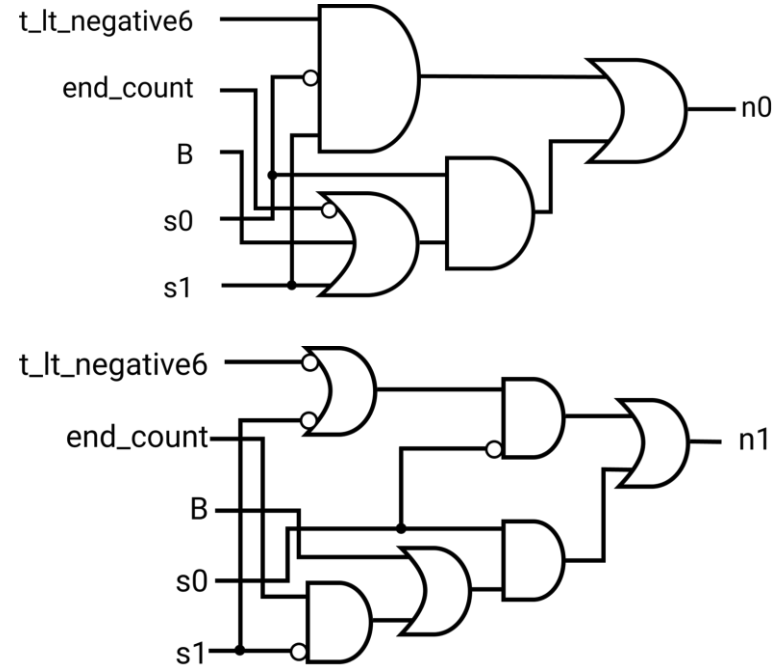 t_lt_negative6
end_count
B
s0
s1
n0
t_lt_negative6
end_count
B
s0
s1
n1